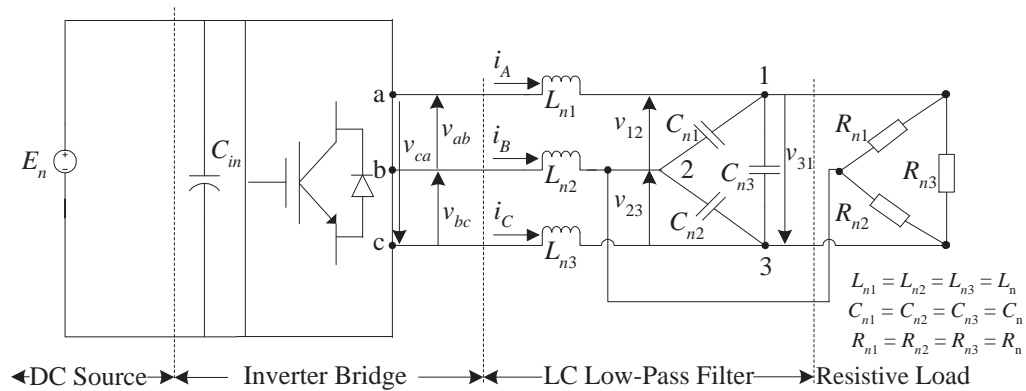 E_n
C_in
a
b
c
v_ca
v_ab
v_bc
i_A
i_B
i_C
L_n1
L_n2
L_n3
v_12
v_23
1
2
3
C_n1
C_n2
C_n3
v_31
R_n1
R_n2
R_n3
L_n1 = L_n2 = L_n3 = L_n
C_n1 = C_n2 = C_n3 = C_n
R_n1 = R_n2 = R_n3 = R_n
DC Source
Inverter Bridge
LC Low-Pass Filter
Resistive Load